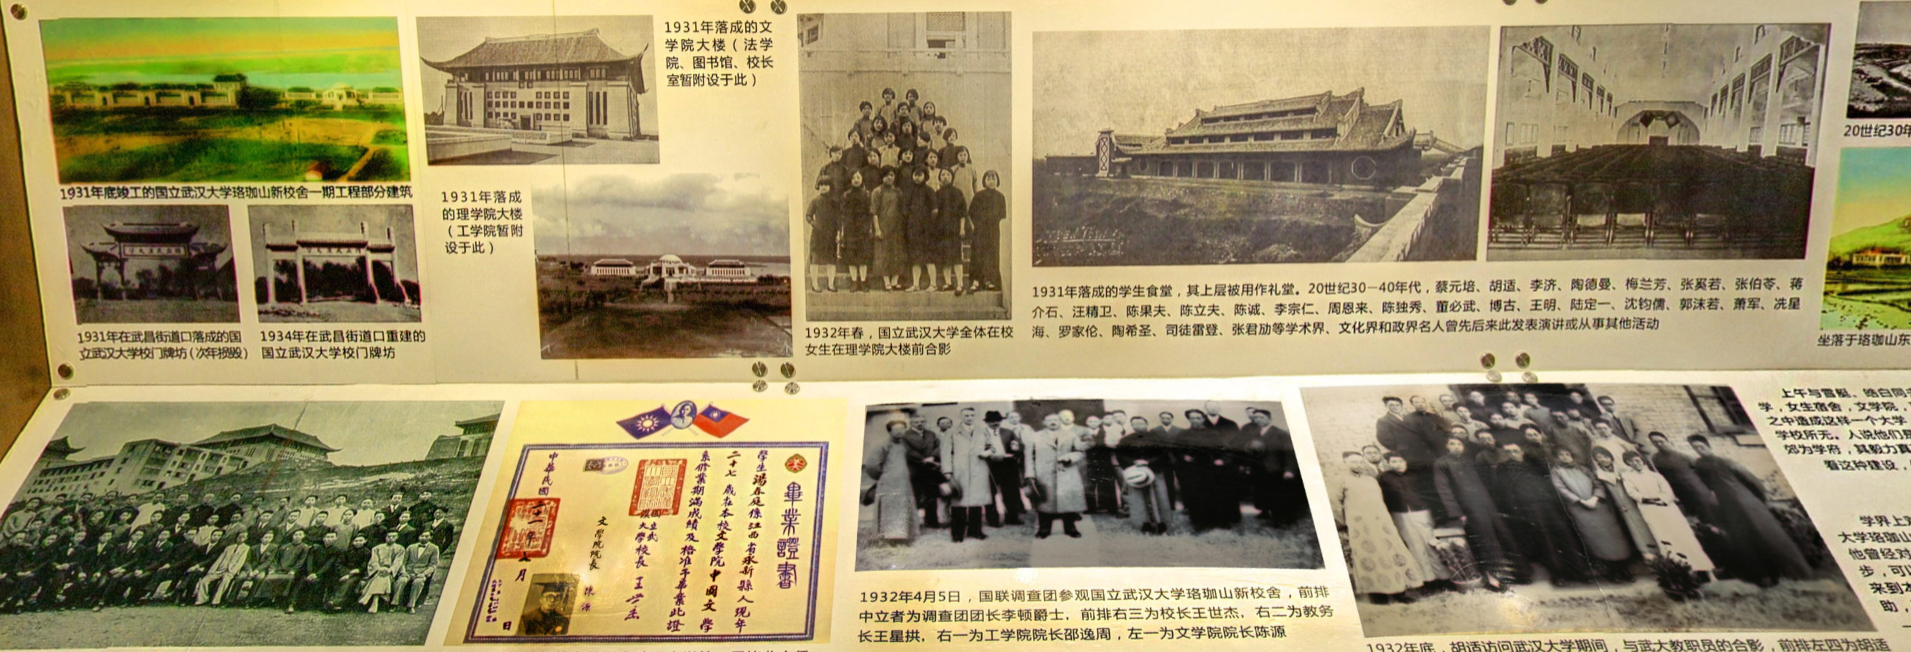 1931年底竣工的国立武汉大学珞珈山新校舍一期工程部分建筑
1931年在武昌街道口落成的国
立武汉大学校门牌坊（次年损毁）
1934年在武昌街道口重建的
国立武汉大学校门牌坊
1931年落成的文
学院大楼（法学
院、图书馆、校长
室暂附设于此）
1931年落成
的理学院大楼
（工学院暂附
设于此）
1932年春，国立武汉大学全体在校
女生在理学院大楼前合影
1931年落成的学生食堂，其上层被用作礼堂。20世纪30—40年代，蔡元培、胡适、李济、陶德曼、梅兰芳、张奚若、张伯苓、蒋
介石、汪精卫、陈果夫、陈立夫、陈诚、李宗仁、周恩来、陈独秀、董必武、博古、王明、陆定一、沈钧儒、郭沫若、萧军、冼星
海、罗家伦、陶希圣、司徒雷登、张君劢等学术界、文化界和政界名人曾先后来此发表演讲或从事其他活动
20世纪30年
坐落于珞珈山东
畢業證書
學生湯春庭係江西省永新縣人現年
二十七歲在本校文學院中國文學
系修業期滿成績及格准予畢業此證
國立武漢
大學校長 王世杰
文學院院長 陳源
中華民國二十一年七月 日
1932年4月5日，国联调查团参观国立武汉大学珞珈山新校舍，前排
中立者为调查团团长李顿爵士，前排右三为校长王世杰，右二为教务
长王星拱，右一为工学院院长邵逸周，左一为文学院院长陈源
1932年底，胡适访问武汉大学期间，与武大教职员的合影，前排左四为胡适
上午与雪艇、皓白同
学，女生宿舍，文学院，
之中造成这样一个大学
学校所无。人说他们是
郊为学府，其毅力真
看这种建设，
学界上
大学珞珈山
他曾经对
步，可以
来到本
助，